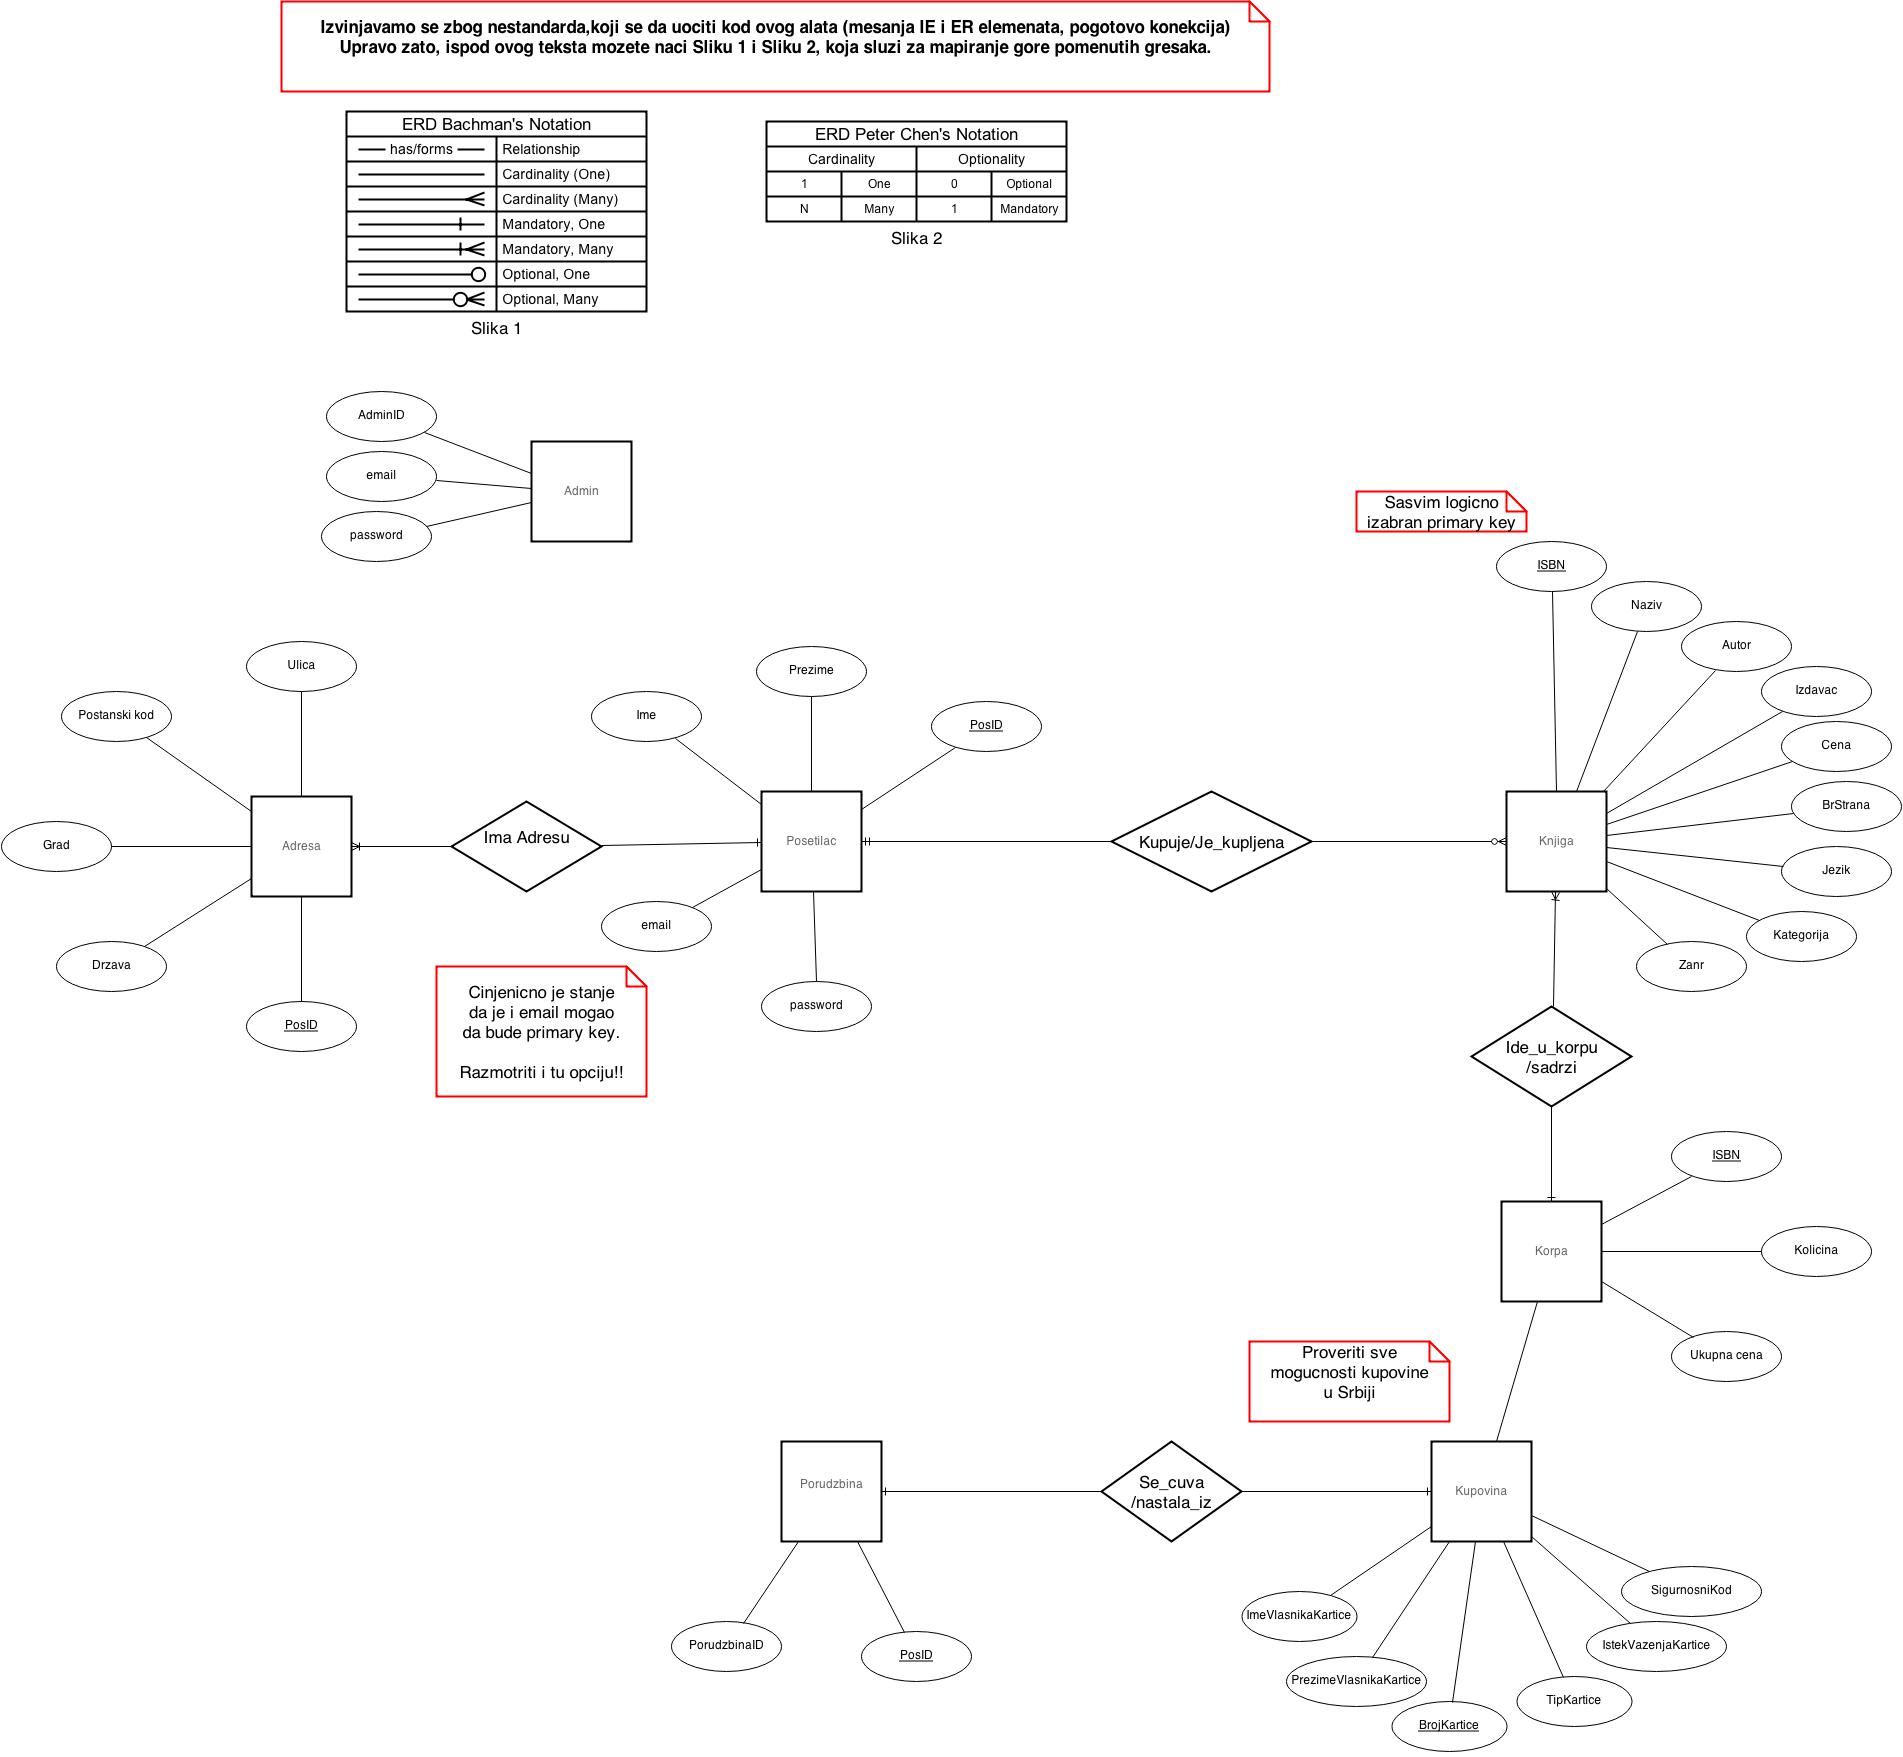 Izvinjavamo se zbog nestandarda,koji se da uociti kod ovog alata (mesanja IE i ER elemenata, pogotovo konekcija)
Upravo zato, ispod ovog teksta mozete naci Sliku 1 i Sliku 2, koja sluzi za mapiranje gore pomenutih gresaka.
ERD Bachman's Notation
has/forms
Relationship
Cardinality (One)
Cardinality (Many)
Mandatory, One
Mandatory, Many
Optional, One
Optional, Many
Slika 1
ERD Peter Chen's Notation
Cardinality
Optionality
1
One
0
Optional
N
Many
1
Mandatory
Slika 2
AdminID
email
password
Admin
Sasvim logicno
izabran primary key
ISBN
Naziv
Autor
Izdavac
Cena
BrStrana
Jezik
Kategorija
Zanr
Knjiga
Ulica
Postanski kod
Grad
Drzava
PosID
Adresa
Ima Adresu
Ime
Prezime
PosID
email
password
Posetilac
Kupuje/Je_kupljena
Cinjenicno je stanje
da je i email mogao
da bude primary key.
Razmotriti i tu opciju!!
Ide_u_korpu
/sadrzi
ISBN
Kolicina
Ukupna cena
Korpa
Proveriti sve
mogucnosti kupovine
u Srbiji
Porudzbina
PorudzbinaID
PosID
Se_cuva
/nastala_iz
Kupovina
ImeVlasnikaKartice
PrezimeVlasnikaKartice
BrojKartice
TipKartice
IstekVazenjaKartice
SigurnosniKod